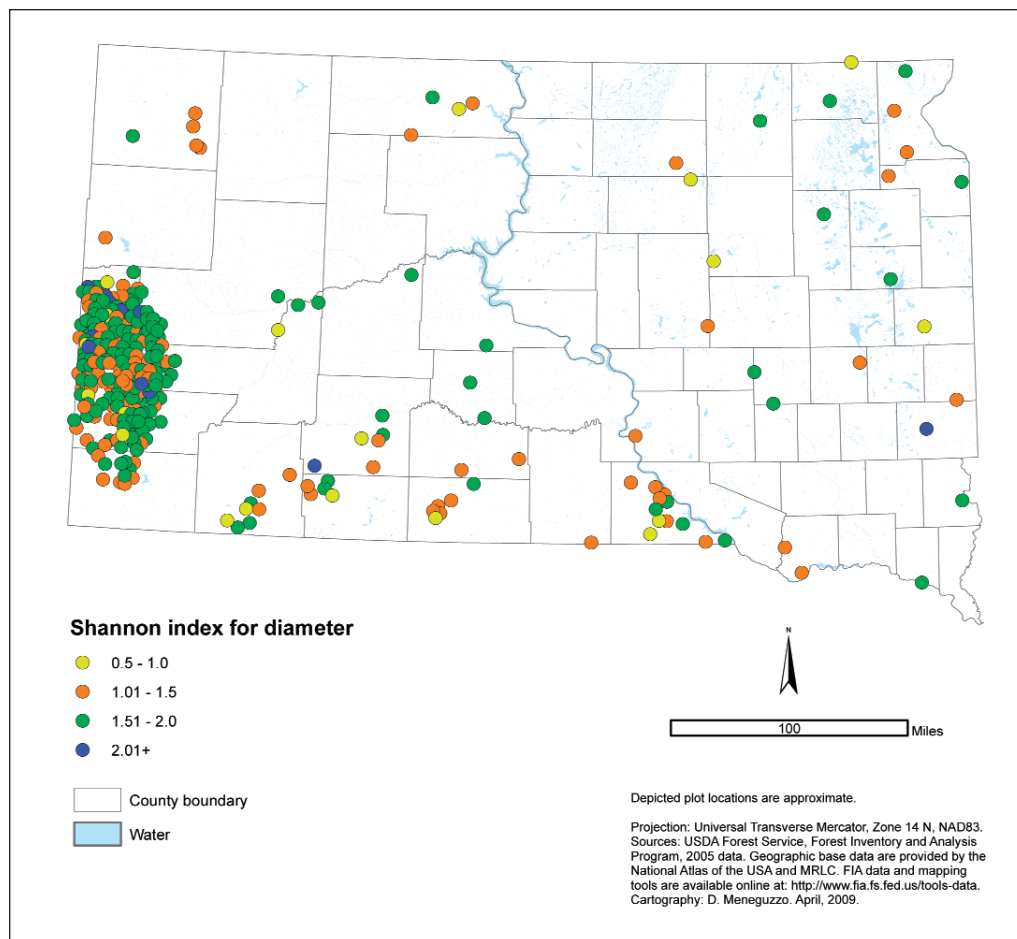 Shannon index for diameter
0.5 - 1.0
1.01 - 1.5
1.51 - 2.0
2.01+
County boundary
Water
N
100
Miles
Depicted plot locations are approximate.
Projection: Universal Transverse Mercator, Zone 14 N, NAD83.
Sources: USDA Forest Service, Forest Inventory and Analysis
Program, 2005 data. Geographic base data are provided by the
National Atlas of the USA and MRLC. FIA data and mapping
tools are available online at: http://www.fia.fs.fed.us/tools-data.
Cartography: D. Meneguzzo. April, 2009.